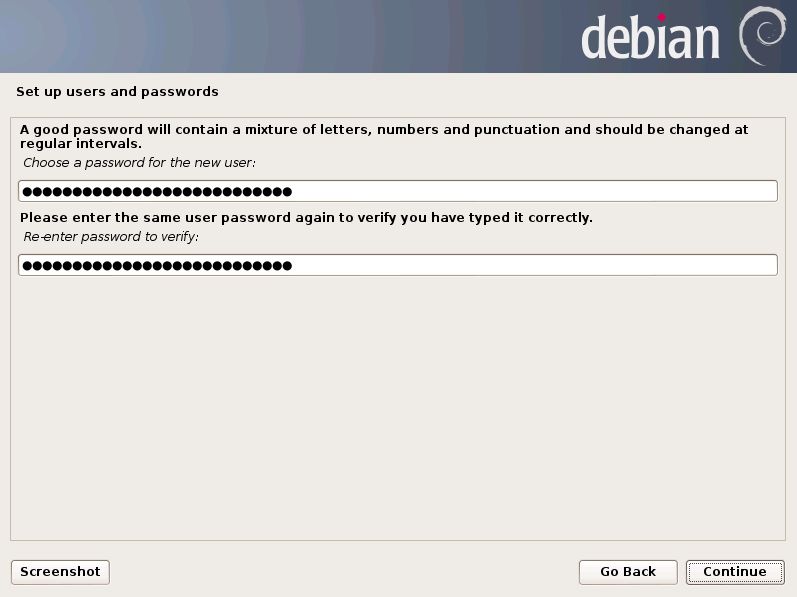 debian
Set up users and passwords
A good password will contain a mixture of letters, numbers and punctuation and should be changed at
regular intervals.
Choose a password for the new user:
●●●●●●●●●●●●●●●●●●●●●●●●●●●
Please enter the same user password again to verify you have typed it correctly.
Re-enter password to verify:
●●●●●●●●●●●●●●●●●●●●●●●●●●●
Screenshot
Go Back
Continue